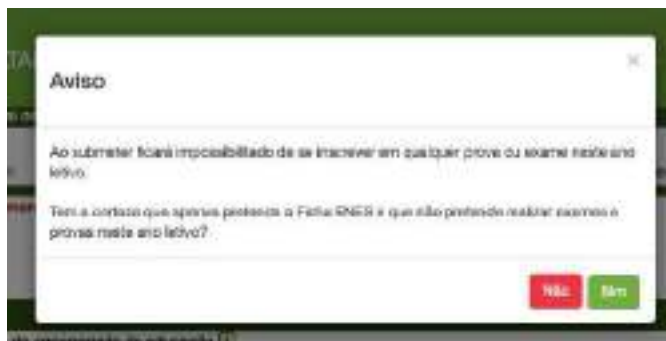 Aviso
Ao submeter ficará impossibilitado de se inscrever em qualquer prova ou exame neste ano
letivo.
Tem a certeza que apenas pretende a Ficha ENES e que não pretende realizar exames e
provas neste ano letivo?
Não Sim